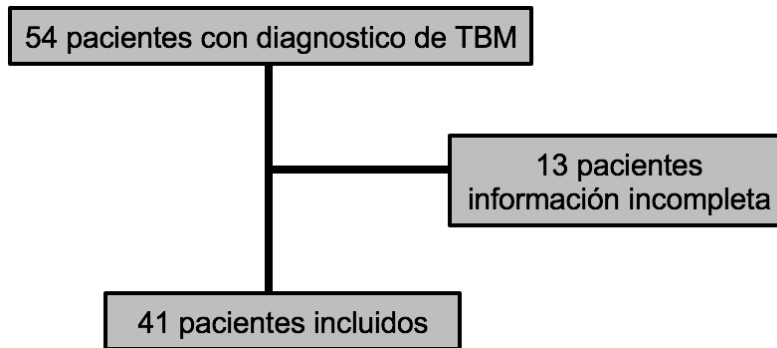 54 pacientes con diagnostico de TBM
13 pacientes
información incompleta
41 pacientes incluidos